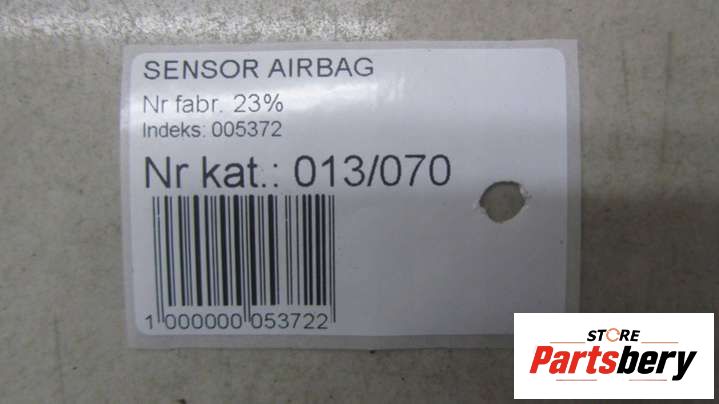 SENSOR AIRBAG
Nr fabr. 23%
Indeks: 005372
Nr kat.: 013/070
1 000000 053722
STORE
Partsbery